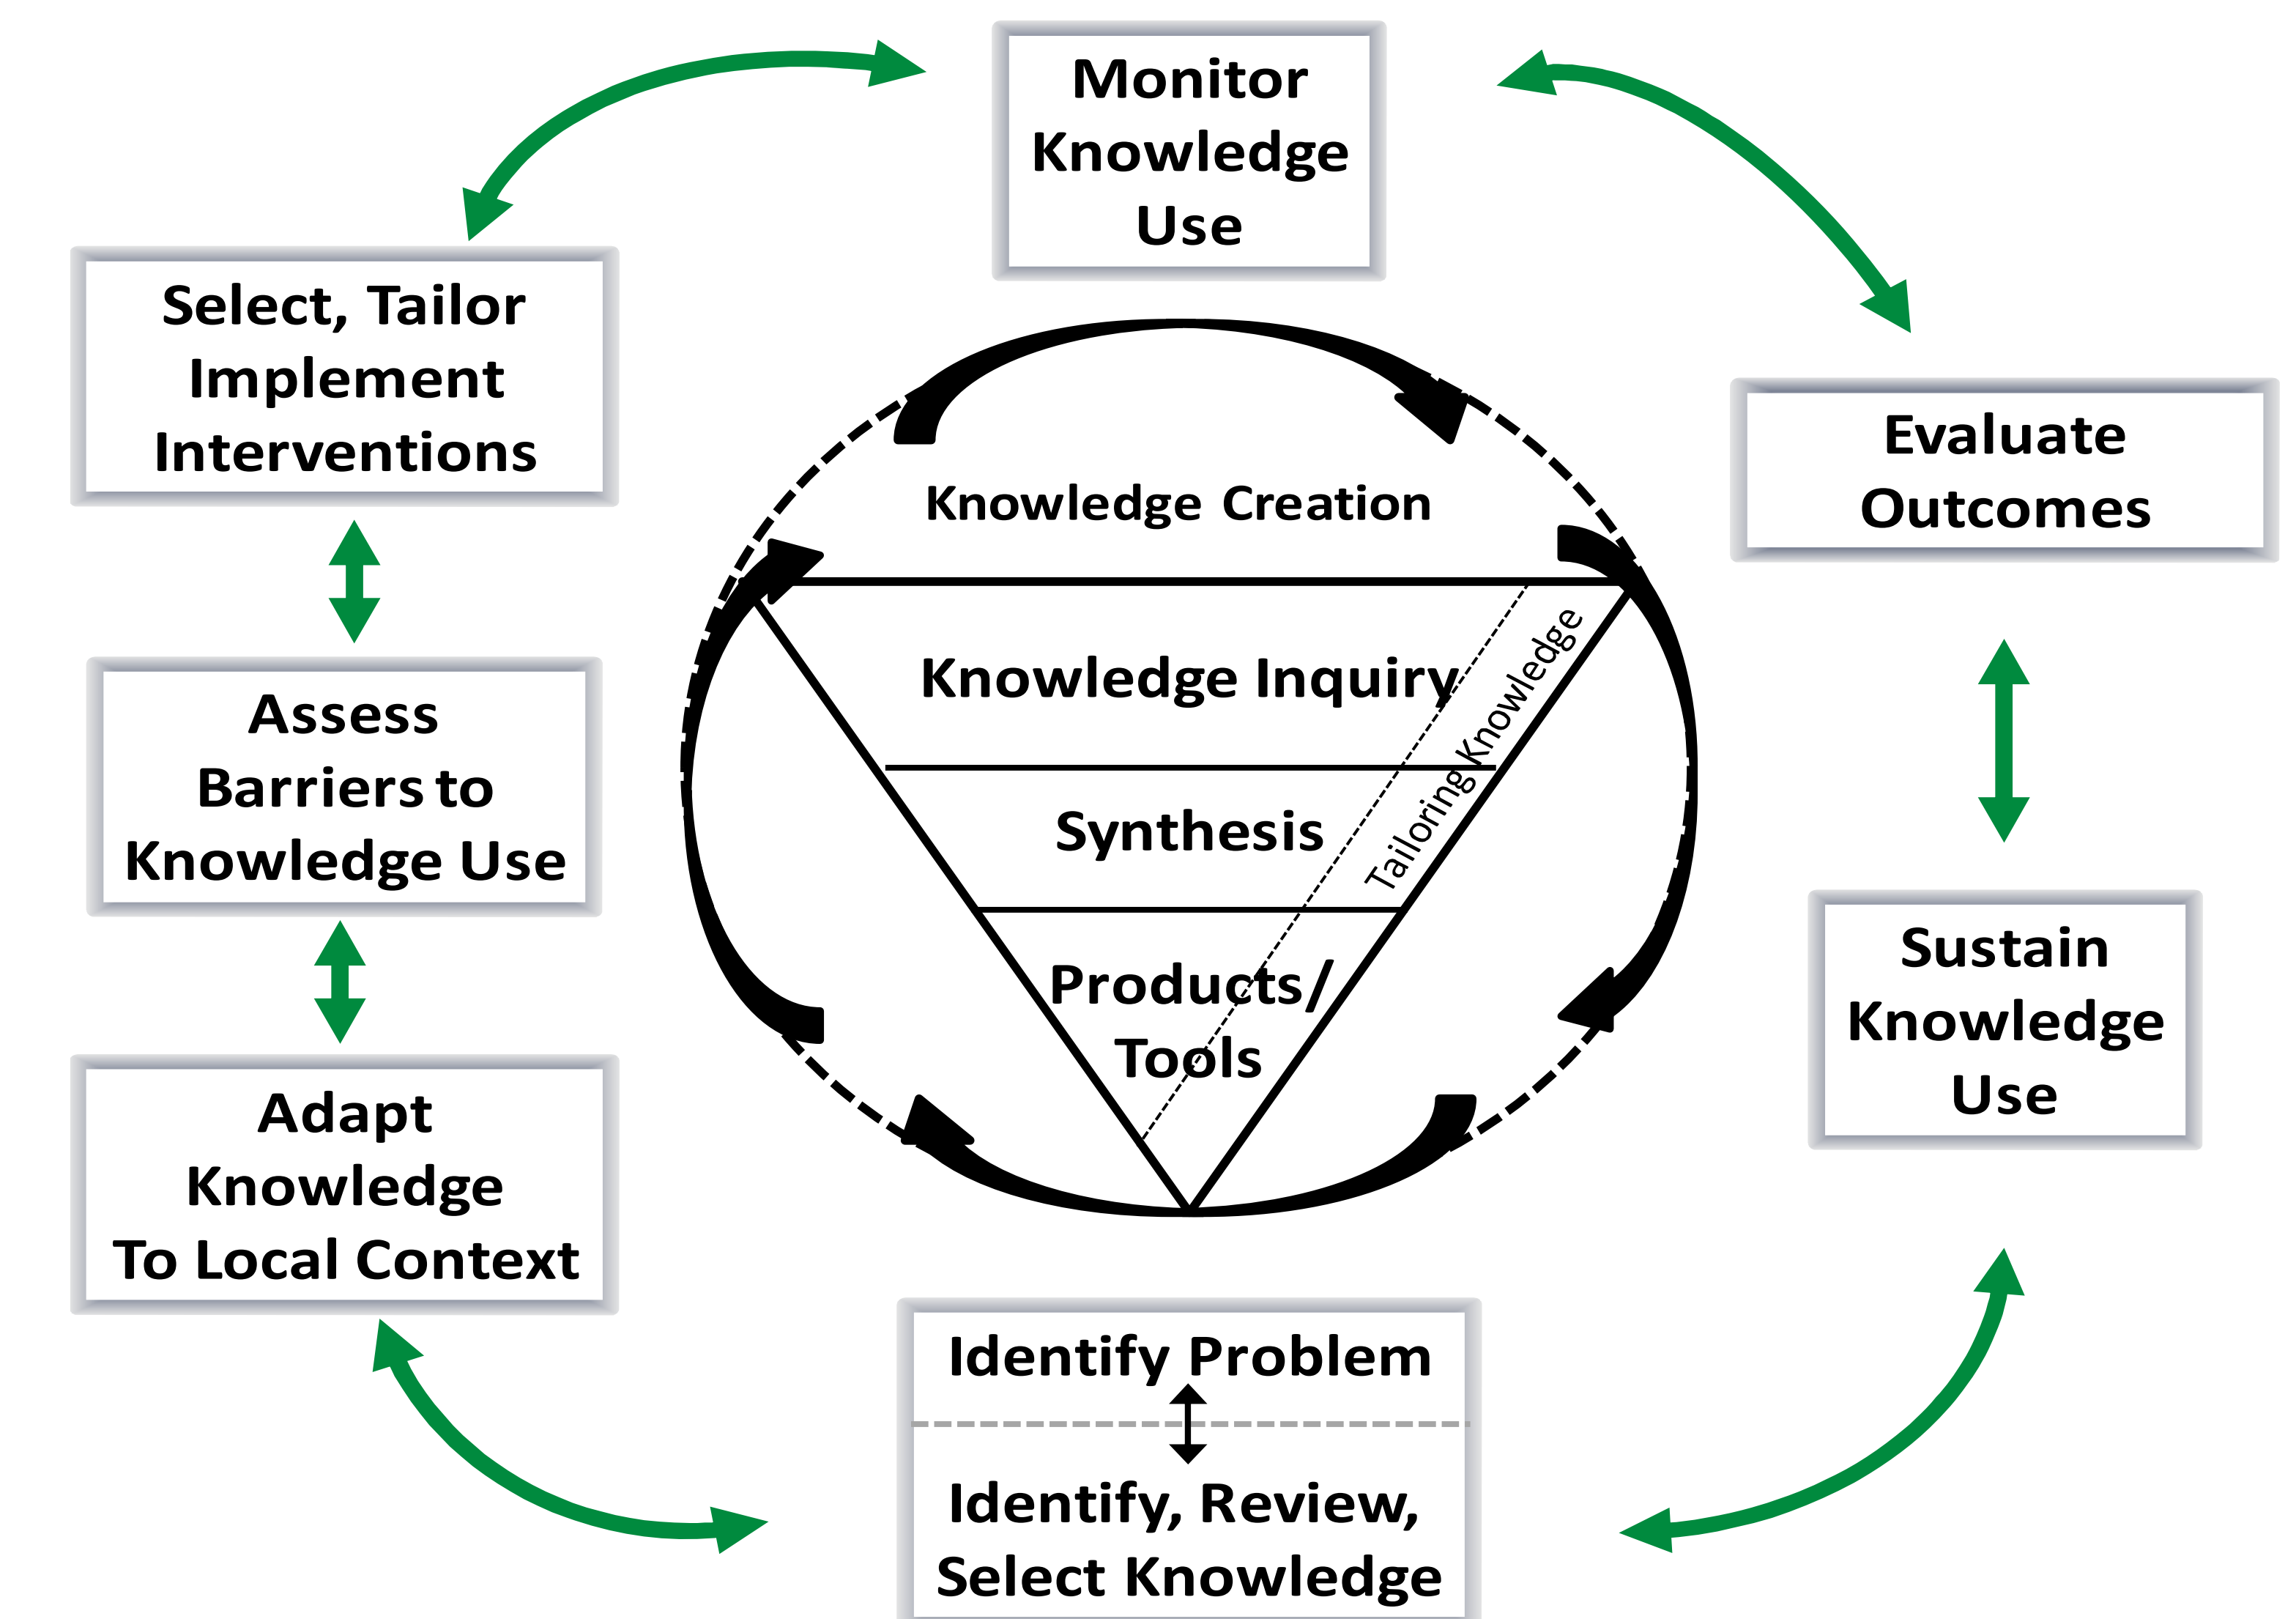 Monitor
Knowledge
Use
Select, Tailor
Implement
Interventions
Evaluate
Outcomes
Knowledge Creation
Knowledge Inquiry
Tailoring Knowledge
Synthesis
Products/
Tools
Assess
Barriers to
Knowledge Use
Sustain
Knowledge
Use
Adapt
Knowledge
To Local Context
Identify Problem
Identify, Review,
Select Knowledge